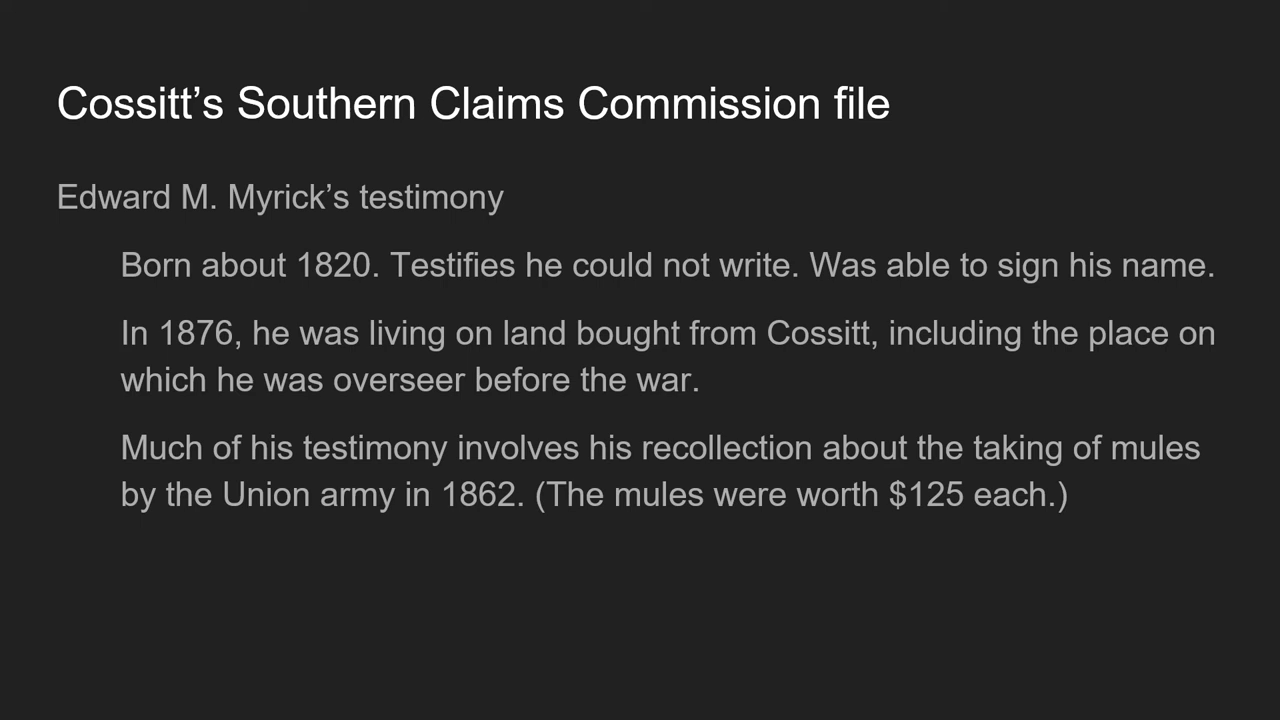 Cossitt’s Southern Claims Commission file
Edward M. Myrick’s testimony
Born about 1820. Testifies he could not write. Was able to sign his name.
In 1876, he was living on land bought from Cossitt, including the place on
which he was overseer before the war.
Much of his testimony involves his recollection about the taking of mules
by the Union army in 1862. (The mules were worth $125 each.)